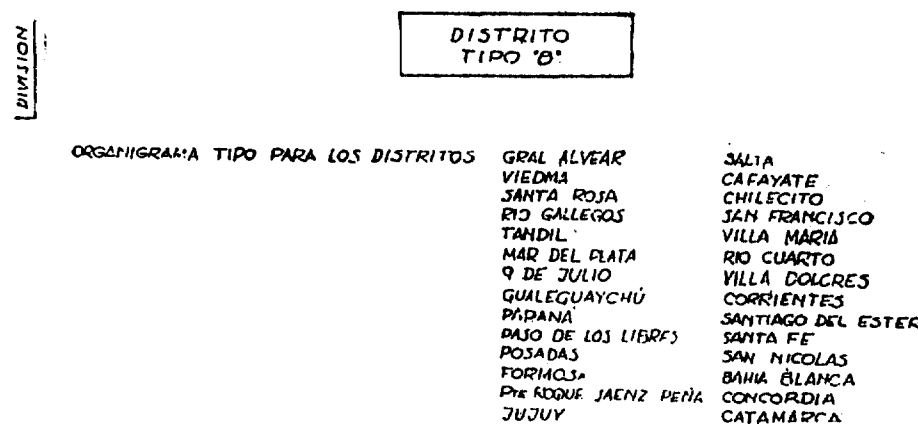 DIVISION
DISTRITO
TIPO "B"
ORGANIGRAMA TIPO PARA LOS DISTRITOS
GRAL ALVEAR
VIEDMA
SANTA ROSA
RIO GALLEGOS
TANDIL
MAR DEL PLATA
9 DE JULIO
GUALEGUAYCHÚ
PARANA
PASO DE LOS LIBRES
POSADAS
FORMOSA
Pte ROQUE SAENZ PEÑA
JUJUY
SALTA
CAFAYATE
CHILECITO
SAN FRANCISCO
VILLA MARIA
RIO CUARTO
VILLA DOLORES
CORRIENTES
SANTIAGO DEL ESTER
SANTA FE
SAN NICOLAS
BAHIA BLANCA
CONCORDIA
CATAMARCA